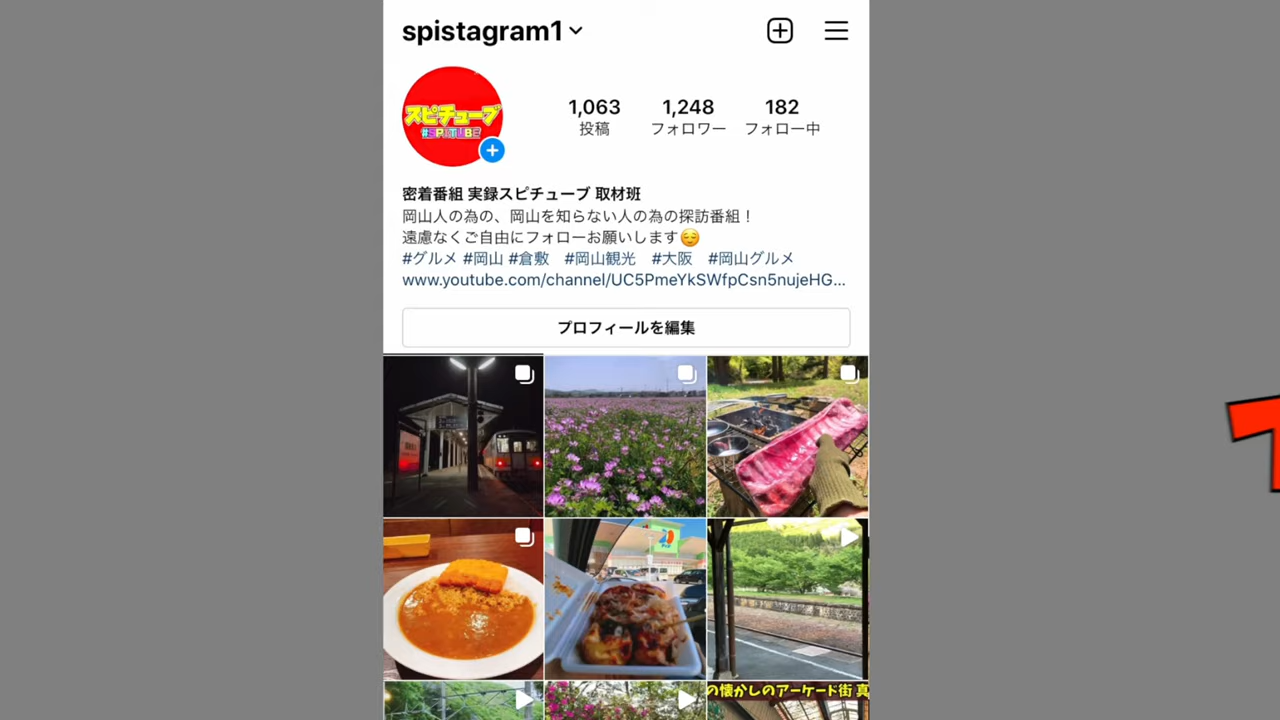 spistagram1
スピチューブ
#SPITUBE
1,063 1,248 182
投稿 フォロワー フォロー中
密着番組 実録スピチューブ 取材班
岡山人の為の、岡山を知らない人の為の探訪番組！
遠慮なくご自由にフォローお願いします😌
#グルメ #岡山 #倉敷 #岡山観光 #大阪 #岡山グルメ
www.youtube.com/channel/UC5PmeYkSWfpCsn5nujeHG...
プロフィールを編集
の懐かしのアーケード街 真